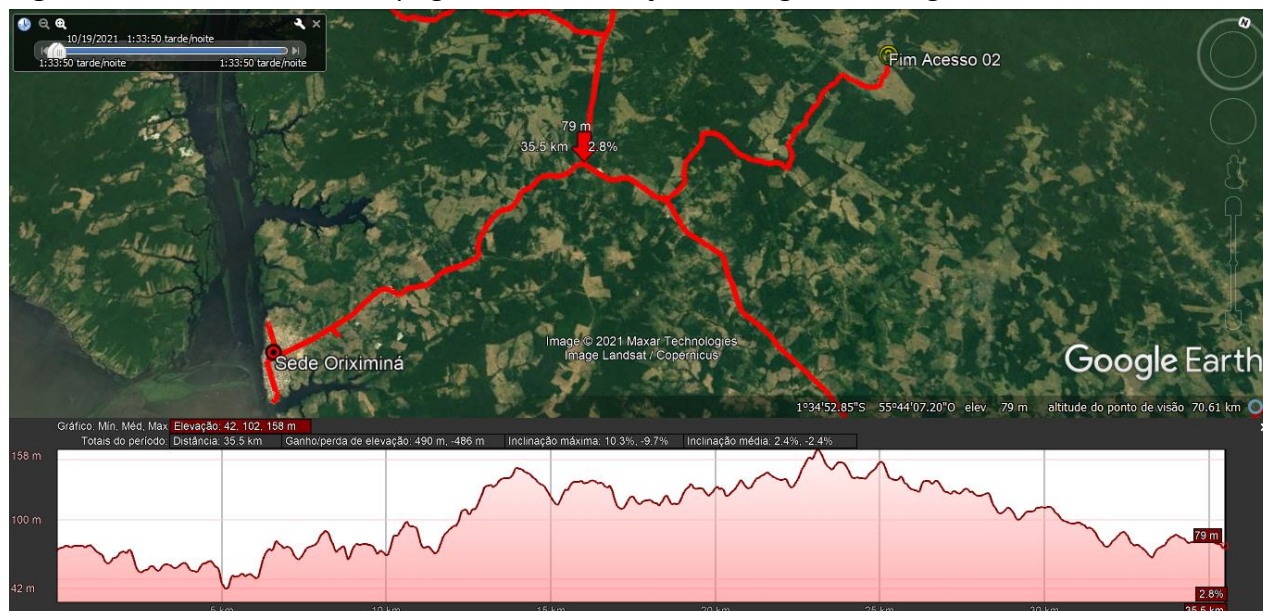 10/19/2021 1:33:50 tarde/noite
1:33:50 tarde/noite 1:33:50 tarde/noite
N
Fim Acesso 02
79 m
35.5 km 2.8%
Sede Oriximiná
Image © 2021 Maxar Technologies
Image Landsat / Copernicus
Google Earth
1°34'52.85"S 55°44'07.20"O elev 79 m altitude do ponto de visão 70.61 km
Gráfico: Mín, Méd, Max Elevação: 42, 102, 158 m
Totais do período: Distância: 35.5 km Ganho/perda de elevação: 490 m, -486 m Inclinação máxima: 10.3%, -9.7% Inclinação média: 2.4%, -2.4%
158 m
100 m
79 m
42 m
2.8%
5 km 10 km 15 km 20 km 25 km 30 km 35.5 km